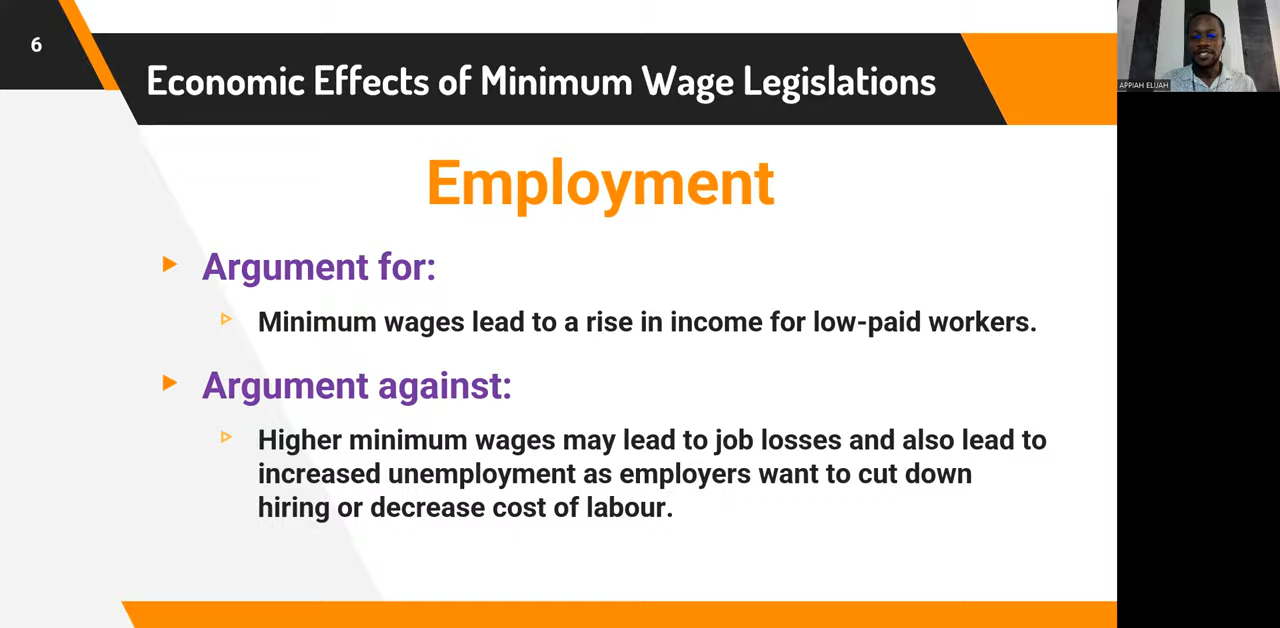 6
Economic Effects of Minimum Wage Legislations
APPIAH ELIJAH
Employment
Argument for:
Minimum wages lead to a rise in income for low-paid workers.
Argument against:
Higher minimum wages may lead to job losses and also lead to
increased unemployment as employers want to cut down
hiring or decrease cost of labour.